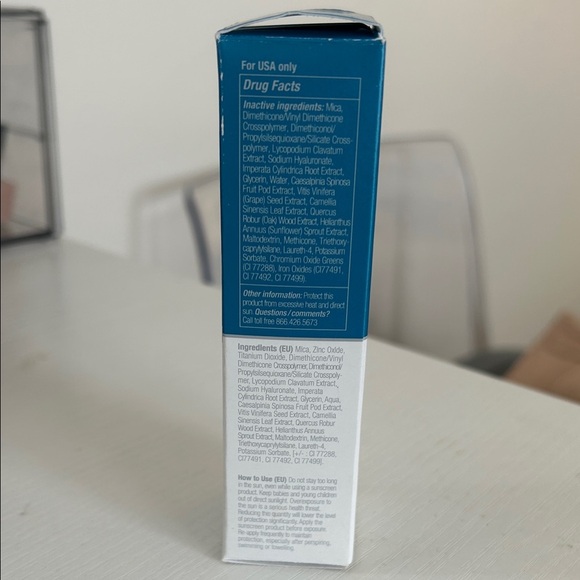 For USA only
Drug Facts
Inactive ingredients: Mica,
Dimethicone/Vinyl Dimethicone
Crosspolymer, Dimethiconol/
Propylsilsequioxane/Silicate Cross-
polymer, Lycopodium Clavatum
Extract, Sodium Hyaluronate,
Imperata Cylindrica Root Extract,
Glycerin, Water, Caesalpinia Spinosa
Fruit Pod Extract, Vitis Vinifera
(Grape) Seed Extract, Camellia
Sinensis Leaf Extract, Quercus
Robur (Oak) Wood Extract, Helianthus
Annuus (Sunflower) Sprout Extract,
Maltodextrin, Methicone, Triethoxy-
caprylylsilane, Laureth-4, Potassium
Sorbate, Chromium Oxide Greens
(CI 77288), Iron Oxides (CI77491,
CI 77492, CI 77499).
Other information: Protect this
product from excessive heat and direct
sun. Questions/comments?
Call toll free 866.426.5673
Ingredients (EU) Mica, Zinc Oxide,
Titanium Dioxide, Dimethicone/Vinyl
Dimethicone Crosspolymer, Dimethiconol/
Propylsilsequioxane/Silicate Crosspoly-
mer, Lycopodium Clavatum Extract.,
Sodium Hyaluronate, Imperata
Cylindrica Root Extract, Glycerin, Aqua,
Caesalpinia Spinosa Fruit Pod Extract,
Vitis Vinifera Seed Extract, Camellia
Sinensis Leaf Extract, Quercus Robur
Wood Extract, Helianthus Annuus
Sprout Extract, Maltodextrin, Methicone,
Triethoxycaprylylsilane, Laureth-4,
Potassium Sorbate. [+/- : CI 77288,
CI77491, CI 77492, CI 77499].
How to Use (EU) Do not stay too long
in the sun, even while using a sunscreen
product. Keep babies and young children
out of direct sunlight. Overexposure to
the sun is a serious health threat.
Reducing this quantity will lower the level
of protection significantly. Apply the
sunscreen product before exposure.
Re-apply frequently to maintain
protection, especially after perspiring,
swimming or towelling.